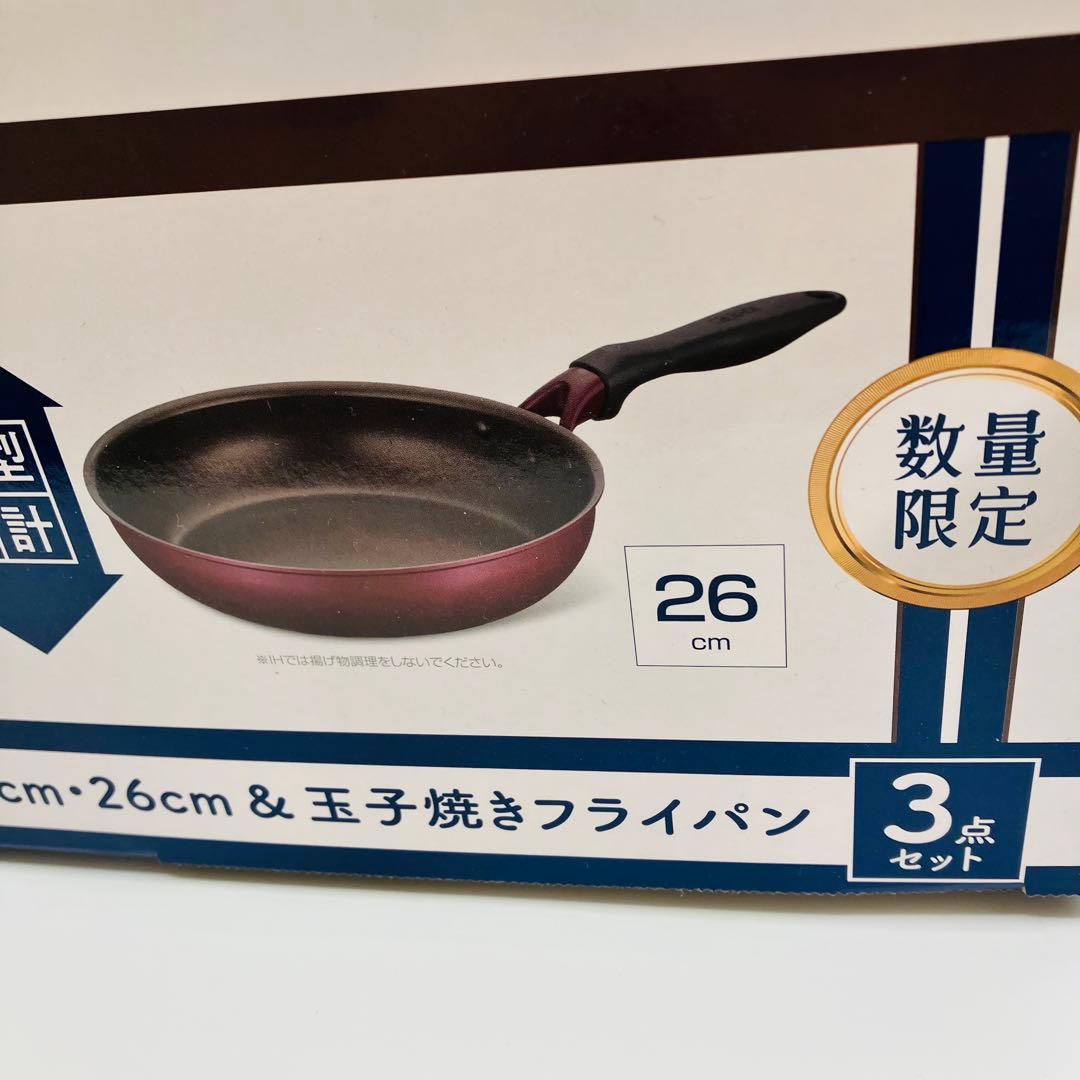 数量
限定
型
計
26
cm
※IHでは揚げ物調理をしないでください。
cm・26cm & 玉子焼きフライパン
3点
セット